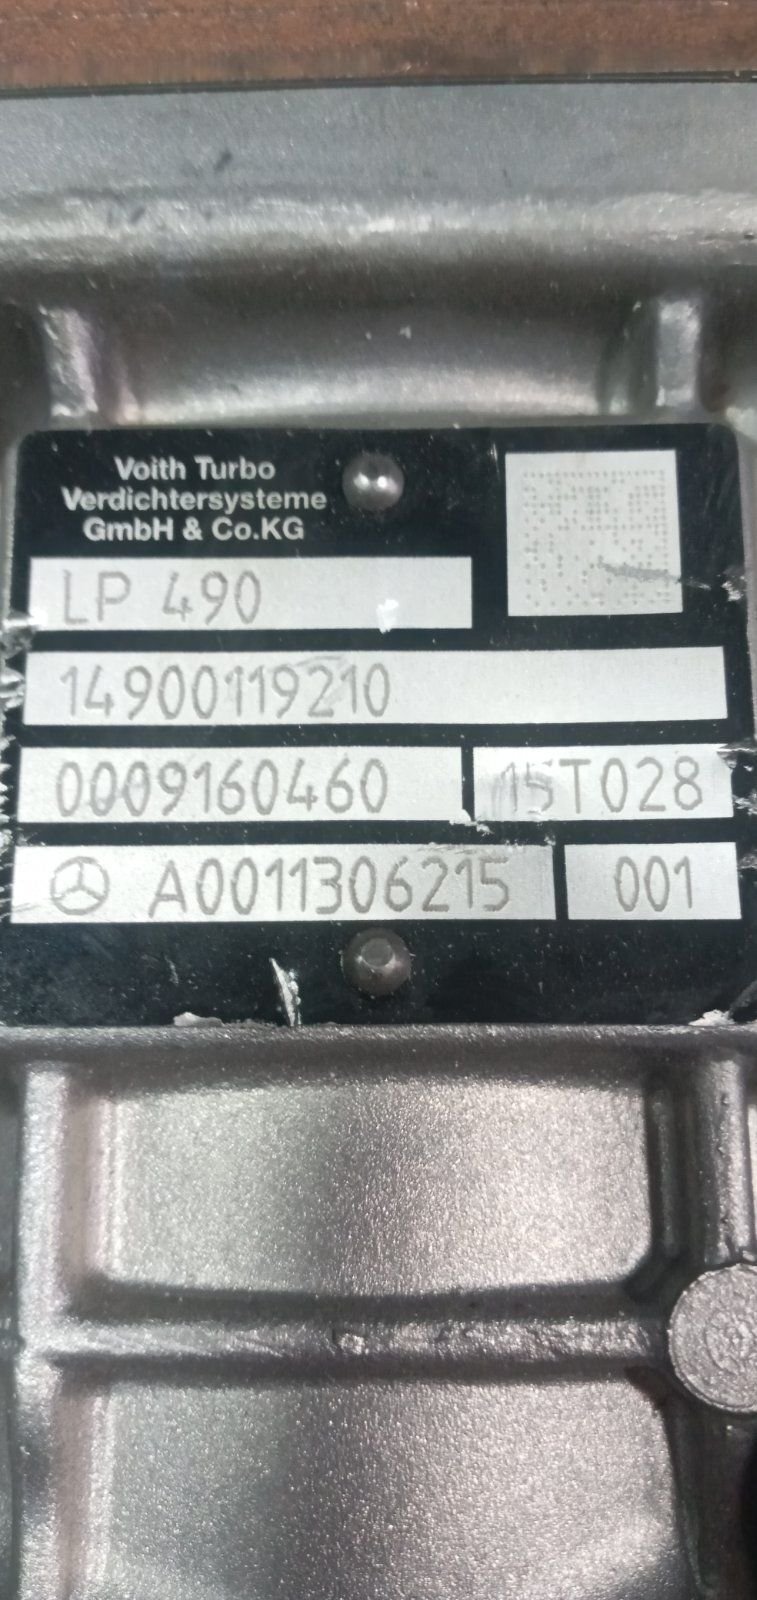 Voith Turbo
Verdichtersysteme
GmbH & Co.KG
LP 490
14900119210
0009160460 15T028
A0011306215 001